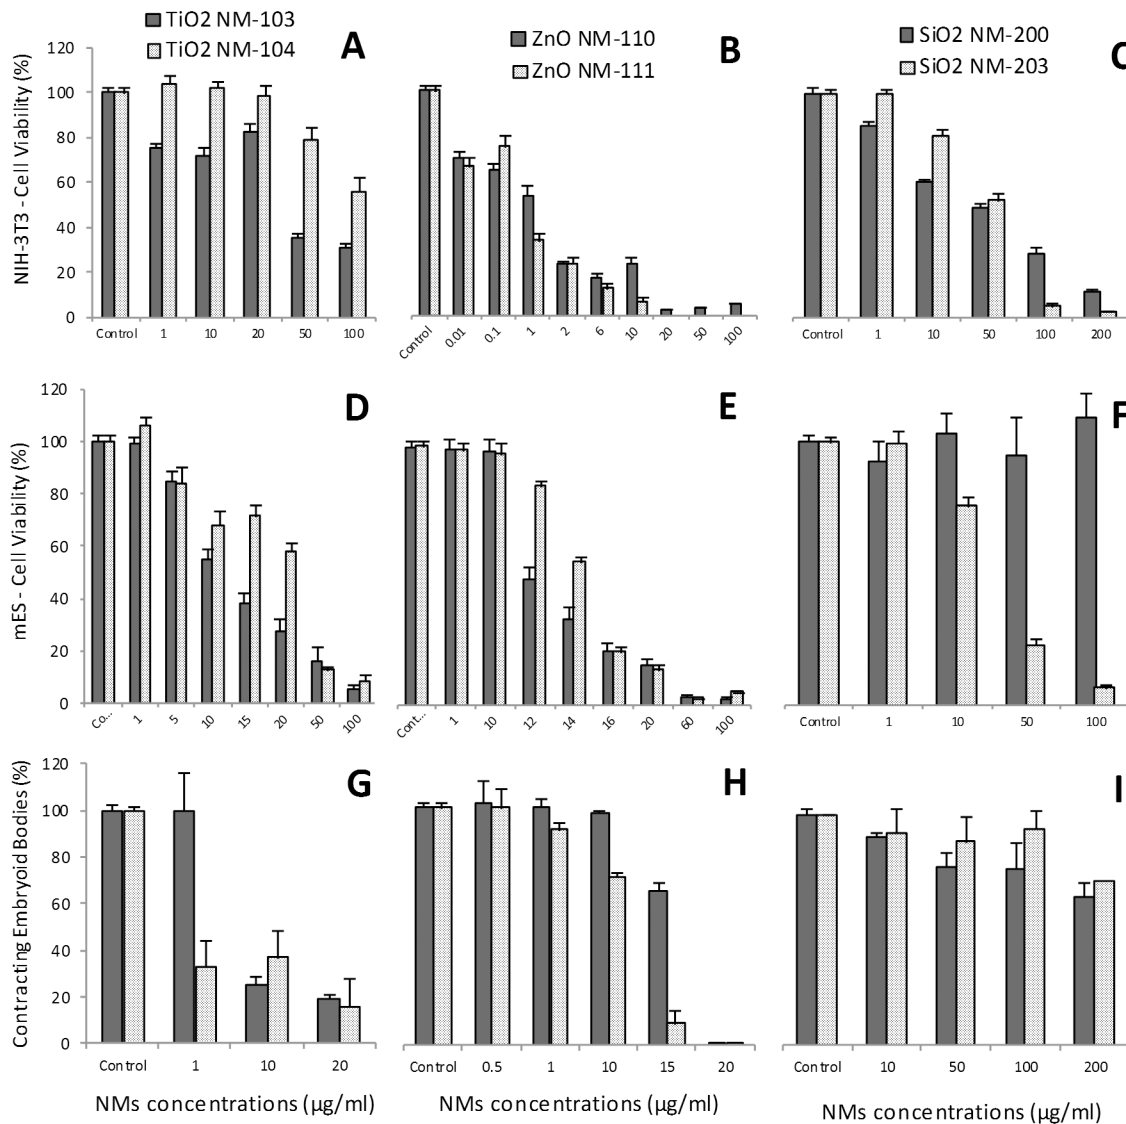 TiO2 NM-103
TiO2 NM-104
A
ZnO NM-110
ZnO NM-111
B
SiO2 NM-200
SiO2 NM-203
C
NIH-3T3 - Cell Viability (%)
120
100
80
60
40
20
0
Control 1 10 20 50 100
Control 0.01 0.1 1 2 6 10 20 50 100
Control 1 10 50 100 200
D
E
F
mES - Cell Viability (%)
120
100
80
60
40
20
0
Co... 1 5 10 15 20 50 100
Cont... 1 10 12 14 16 20 60 100
Control 1 10 50 100
G
H
I
Contracting Embryoid Bodies (%)
120
100
80
60
40
20
0
Control 1 10 20
Control 0.5 1 10 15 20
Control 10 50 100 200
NMs concentrations (µg/ml)
NMs concentrations (µg/ml)
NMs concentrations (µg/ml)